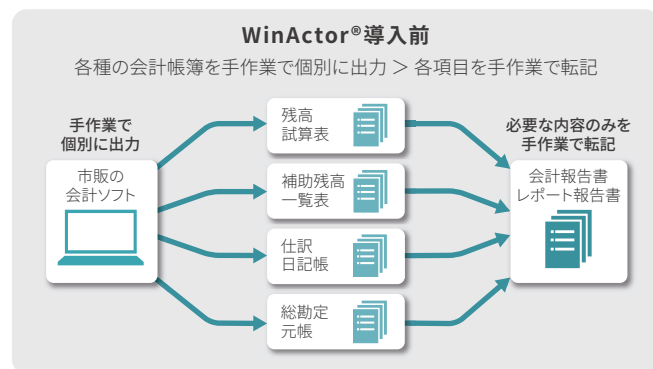 WinActor®導入前
各種の会計帳簿を手作業で個別に出力 > 各項目を手作業で転記
手作業で
個別に出力
市販の
会計ソフト
残高
試算表
補助残高
一覧表
仕訳
日記帳
総勘定
元帳
必要な内容のみを
手作業で転記
会計報告書
レポート報告書